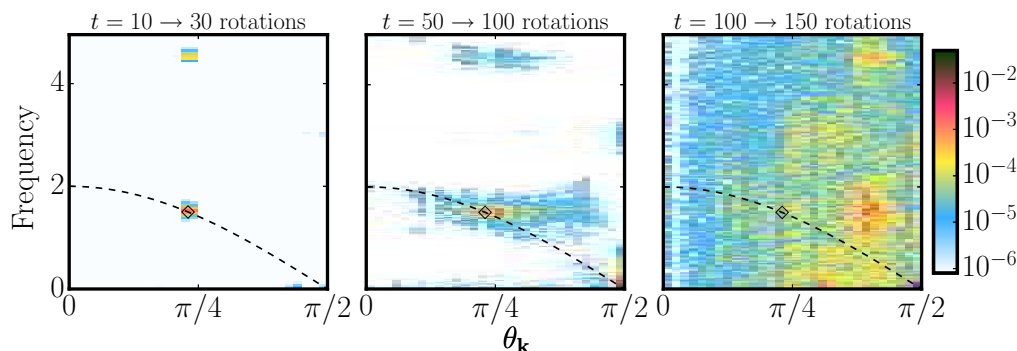 t = 10 → 30 rotations t = 50 → 100 rotations t = 100 → 150 rotations
Frequency
4
2
0
0 π/4 π/2 0 π/4 π/2 0 π/4 π/2
θ_k
10⁻²
10⁻³
10⁻⁴
10⁻⁵
10⁻⁶